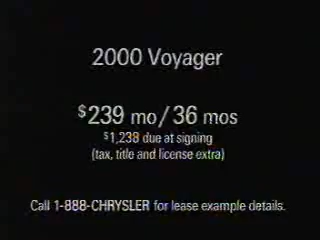 2000 Voyager
$239 mo/36 mos
$1,238 due at signing
(tax, title and license extra)
Call 1-888-CHRYSLER for lease example details.